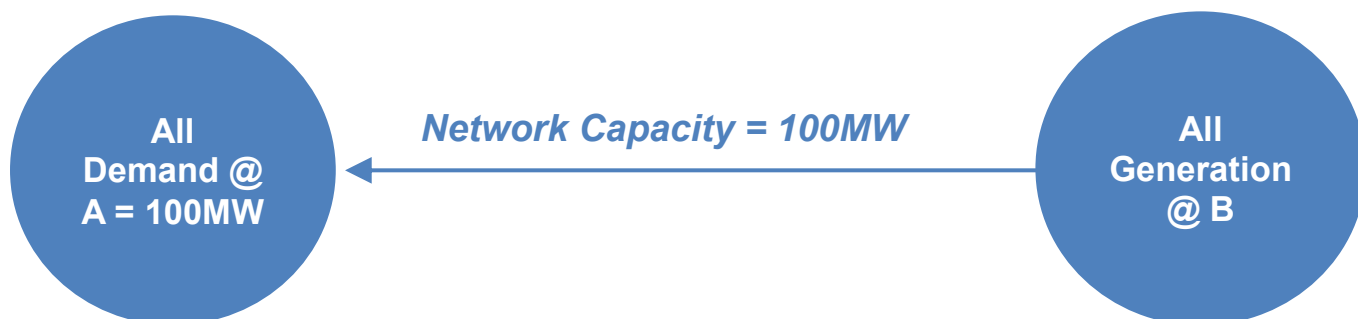 All
Demand @
A = 100MW
Network Capacity = 100MW
All
Generation
@ B